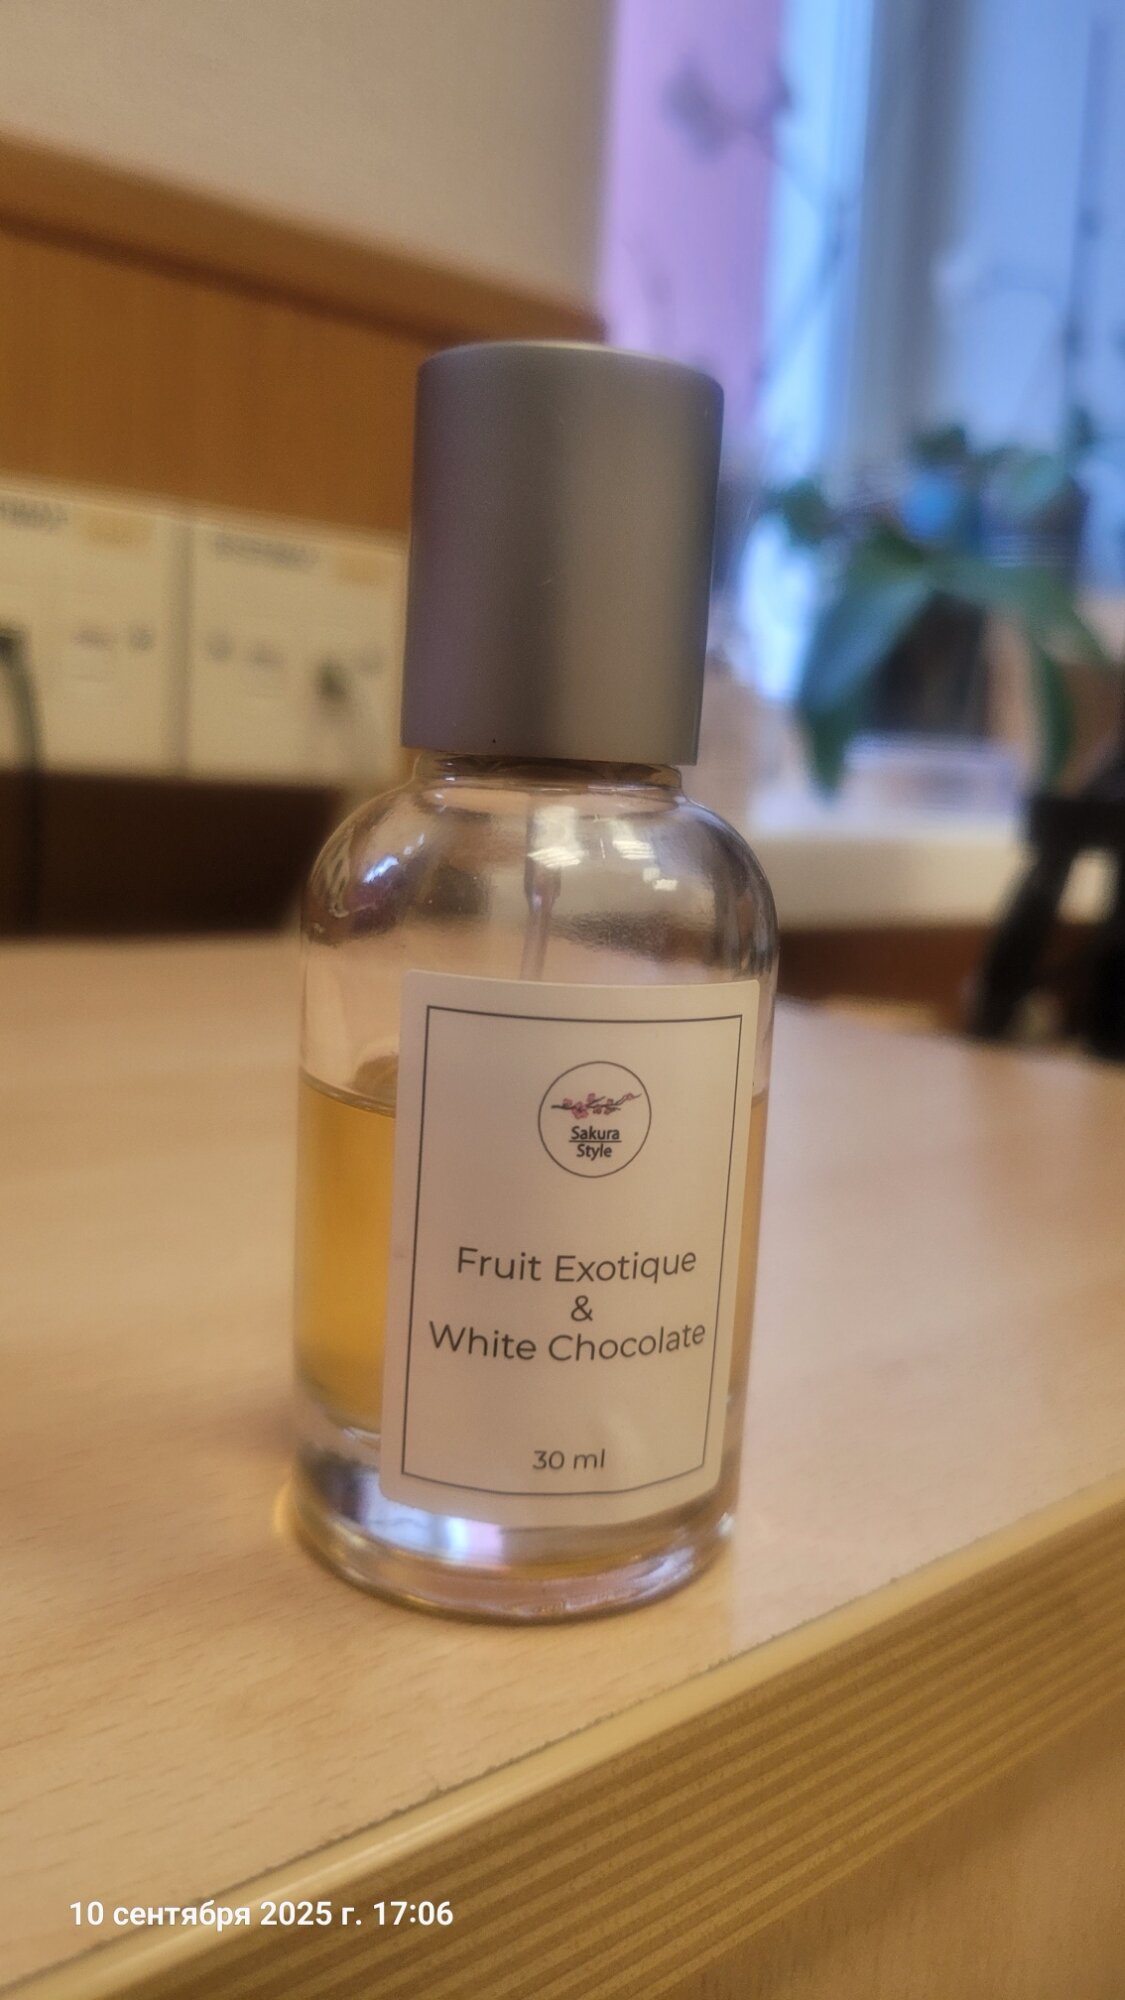 Sakura
Style
Fruit Exotique
&
White Chocolate
30 ml
10 сентября 2025 г. 17:06